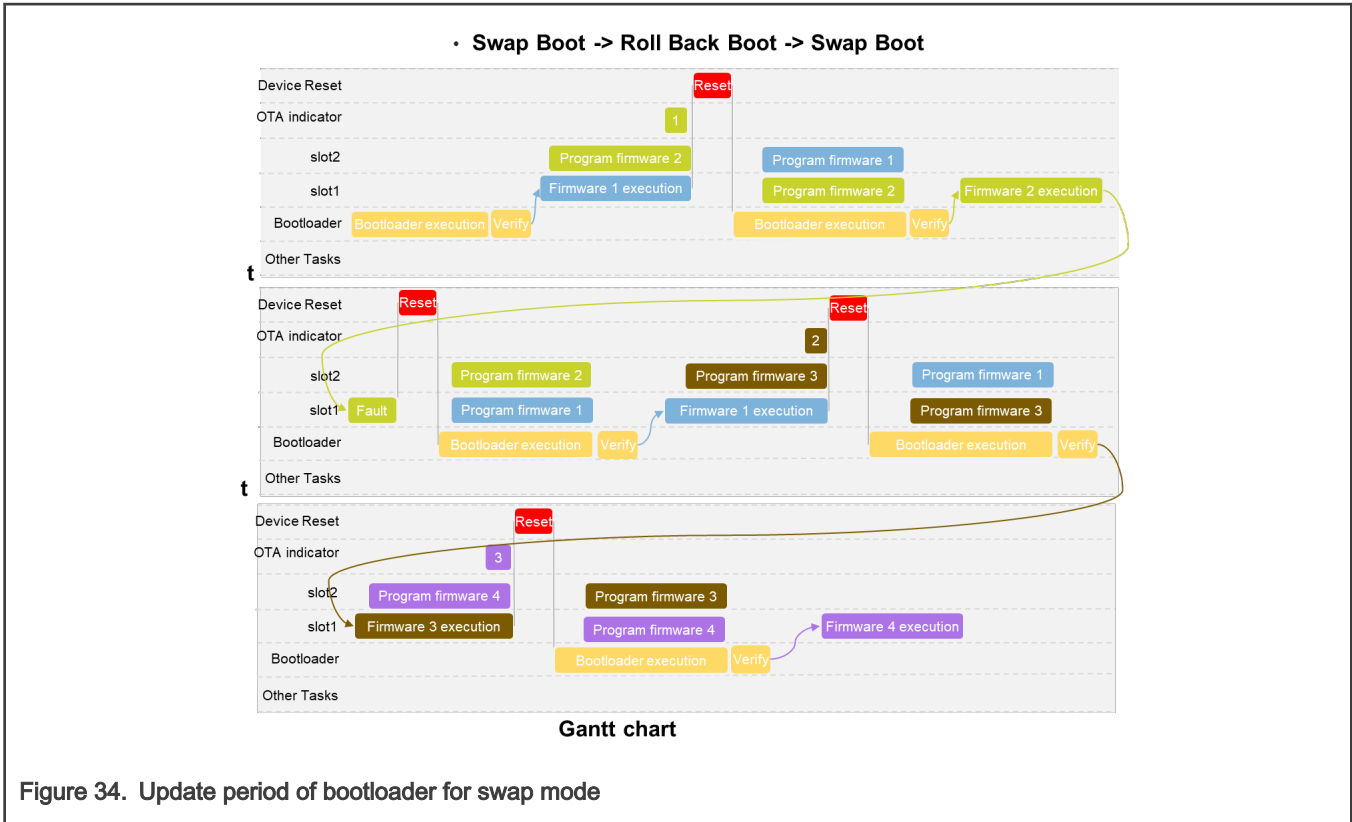 • Swap Boot -> Roll Back Boot -> Swap Boot
Device Reset Reset
OTA indicator 1
slot2 Program firmware 2 Program firmware 1
slot1 Firmware 1 execution Program firmware 2 Firmware 2 execution
Bootloader Bootloader execution Verify Bootloader execution Verify
Other Tasks
t
Device Reset Reset Reset
OTA indicator 2
slot2 Program firmware 2 Program firmware 3 Program firmware 1
slot1 Fault Program firmware 1 Firmware 1 execution Program firmware 3
Bootloader Bootloader execution Verify Bootloader execution Verify
Other Tasks
t
Device Reset Reset
OTA indicator 3
slot2 Program firmware 4 Program firmware 3
slot1 Firmware 3 execution Program firmware 4 Firmware 4 execution
Bootloader Bootloader execution Verify
Other Tasks
Gantt chart
Figure 34. Update period of bootloader for swap mode